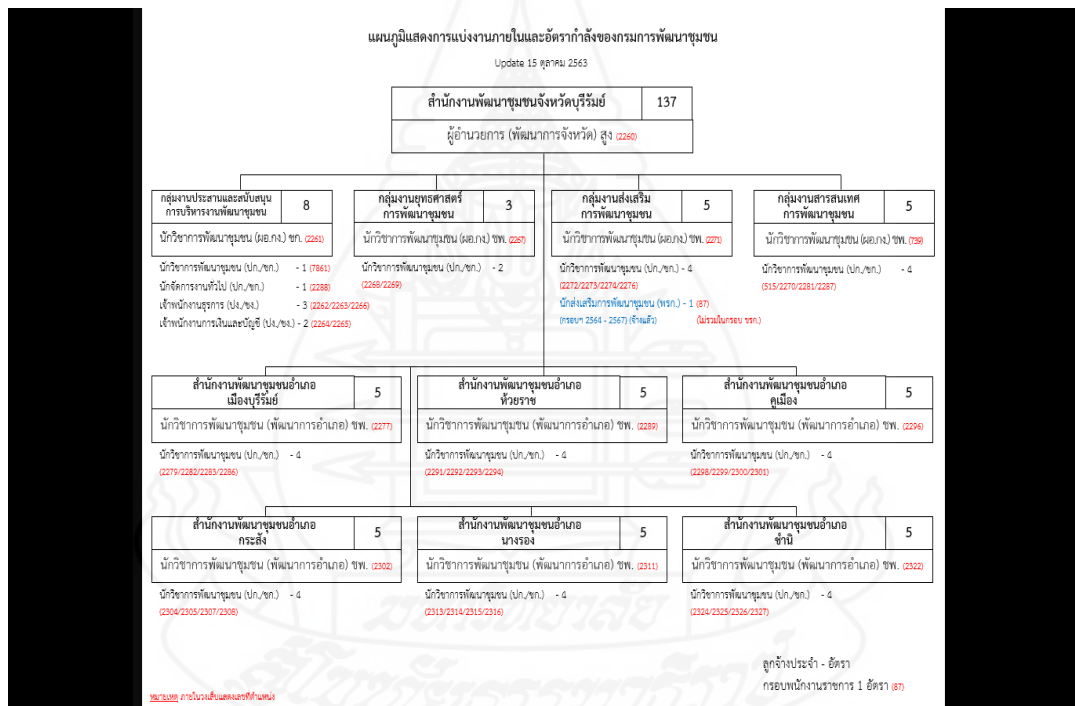 แผนภูมิแสดงการแบ่งงานภายในและอัตรากำลังของกรมการพัฒนาชุมชน
Update 15 ตุลาคม 2563
สำนักงานพัฒนาชุมชนจังหวัดบุรีรัมย์ 137
ผู้อำนวยการ (พัฒนาการจังหวัด) สูง (2260)
กลุ่มงานประสานและสนับสนุน
การบริหารงานพัฒนาชุมชน 8
นักวิชาการพัฒนาชุมชน (ผอ.กง.) ชก. (2261)
นักวิชาการพัฒนาชุมชน (ปก./ชก.) - 1 (7861)
นักจัดการงานทั่วไป (ปก./ชก.) - 1 (2288)
เจ้าพนักงานธุรการ (ปง./ชง.) - 3 (2262/2263/2266)
เจ้าพนักงานการเงินและบัญชี (ปง./ชง.) - 2 (2264/2265)
กลุ่มงานยุทธศาสตร์
การพัฒนาชุมชน 3
นักวิชาการพัฒนาชุมชน (ผอ.กง.) ชพ. (2267)
นักวิชาการพัฒนาชุมชน (ปก./ชก.) - 2
(2268/2269)
กลุ่มงานส่งเสริม
การพัฒนาชุมชน 5
นักวิชาการพัฒนาชุมชน (ผอ.กง.) ชพ. (2271)
นักวิชาการพัฒนาชุมชน (ปก./ชก.) - 4
(2272/2273/2274/2276)
นักส่งเสริมการพัฒนาชุมชน (พรก.) - 1 (87)
(กรอบฯ 2564 - 2567) (จ้างแล้ว) (ไม่รวมในกรอบ ขรก.)
กลุ่มงานสารสนเทศ
การพัฒนาชุมชน 5
นักวิชาการพัฒนาชุมชน (ผอ.กง.) ชพ. (739)
นักวิชาการพัฒนาชุมชน (ปก./ชก.) - 4
(515/2270/2281/2287)
สำนักงานพัฒนาชุมชนอำเภอ
เมืองบุรีรัมย์ 5
นักวิชาการพัฒนาชุมชน (พัฒนาการอำเภอ) ชพ. (2277)
นักวิชาการพัฒนาชุมชน (ปก./ชก.) - 4
(2279/2282/2283/2286)
สำนักงานพัฒนาชุมชนอำเภอ
ห้วยราช 5
นักวิชาการพัฒนาชุมชน (พัฒนาการอำเภอ) ชพ. (2289)
นักวิชาการพัฒนาชุมชน (ปก./ชก.) - 4
(2291/2292/2293/2294)
สำนักงานพัฒนาชุมชนอำเภอ
คูเมือง 5
นักวิชาการพัฒนาชุมชน (พัฒนาการอำเภอ) ชพ. (2296)
นักวิชาการพัฒนาชุมชน (ปก./ชก.) - 4
(2298/2299/2300/2301)
สำนักงานพัฒนาชุมชนอำเภอ
กระสัง 5
นักวิชาการพัฒนาชุมชน (พัฒนาการอำเภอ) ชพ. (2302)
นักวิชาการพัฒนาชุมชน (ปก./ชก.) - 4
(2304/2305/2307/2308)
สำนักงานพัฒนาชุมชนอำเภอ
นางรอง 5
นักวิชาการพัฒนาชุมชน (พัฒนาการอำเภอ) ชพ. (2311)
นักวิชาการพัฒนาชุมชน (ปก./ชก.) - 4
(2313/2314/2315/2316)
สำนักงานพัฒนาชุมชนอำเภอ
ชำนิ 5
นักวิชาการพัฒนาชุมชน (พัฒนาการอำเภอ) ชพ. (2322)
นักวิชาการพัฒนาชุมชน (ปก./ชก.) - 4
(2324/2325/2326/2327)
ลูกจ้างประจำ - อัตรา
กรอบพนักงานราชการ 1 อัตรา (87)
หมายเหตุ ภายในวงเล็บแสดงเลขที่ตำแหน่ง